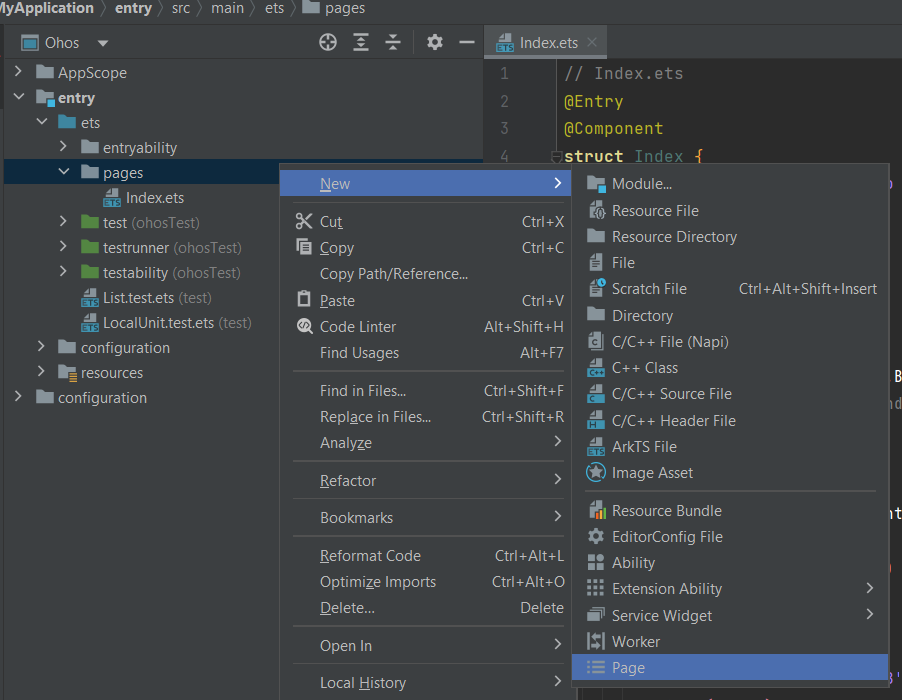 MyApplication 〉 entry 〉 src 〉 main 〉 ets 〉 pages
Ohos
Index.ets
AppScope
entry
ets
entryability
pages
Index.ets
test (ohosTest)
testrunner (ohosTest)
testability (ohosTest)
List.test.ets (test)
LocalUnit.test.ets (test)
configuration
resources
configuration
1 // Index.ets
2 @Entry
3 @Component
4 struct Index {
New
Cut Ctrl+X
Copy Ctrl+C
Copy Path/Reference...
Paste Ctrl+V
Code Linter Alt+Shift+H
Find Usages Alt+F7
Find in Files... Ctrl+Shift+F
Replace in Files... Ctrl+Shift+R
Analyze
Refactor
Bookmarks
Reformat Code Ctrl+Alt+L
Optimize Imports Ctrl+Alt+O
Delete... Delete
Open In
Local History
Module...
Resource File
Resource Directory
File
Scratch File Ctrl+Alt+Shift+Insert
Directory
C/C++ File (Napi)
C++ Class
C/C++ Source File
C/C++ Header File
ArkTS File
Image Asset
Resource Bundle
EditorConfig File
Ability
Extension Ability
Service Widget
Worker
Page